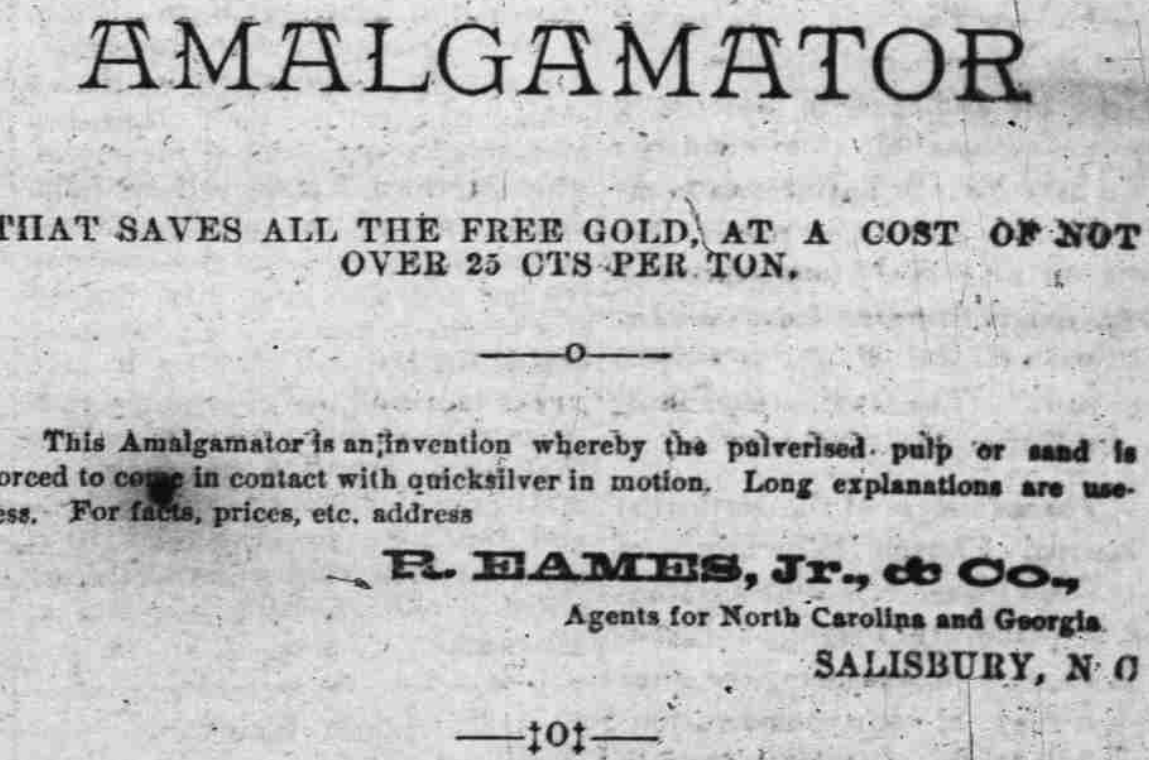 AMALGAMATOR
THAT SAVES ALL THE FREE GOLD, AT A COST OF NOT
OVER 25 CTS PER TON.
——o——
This Amalgamator is an invention whereby the pulverised pulp or sand is
orced to come in contact with quicksilver in motion. Long explanations are use-
ess. For facts, prices, etc. address
R. EAMES, Jr., & Co.,
Agents for North Carolina and Georgia
SALISBURY, N C
——‡O‡——